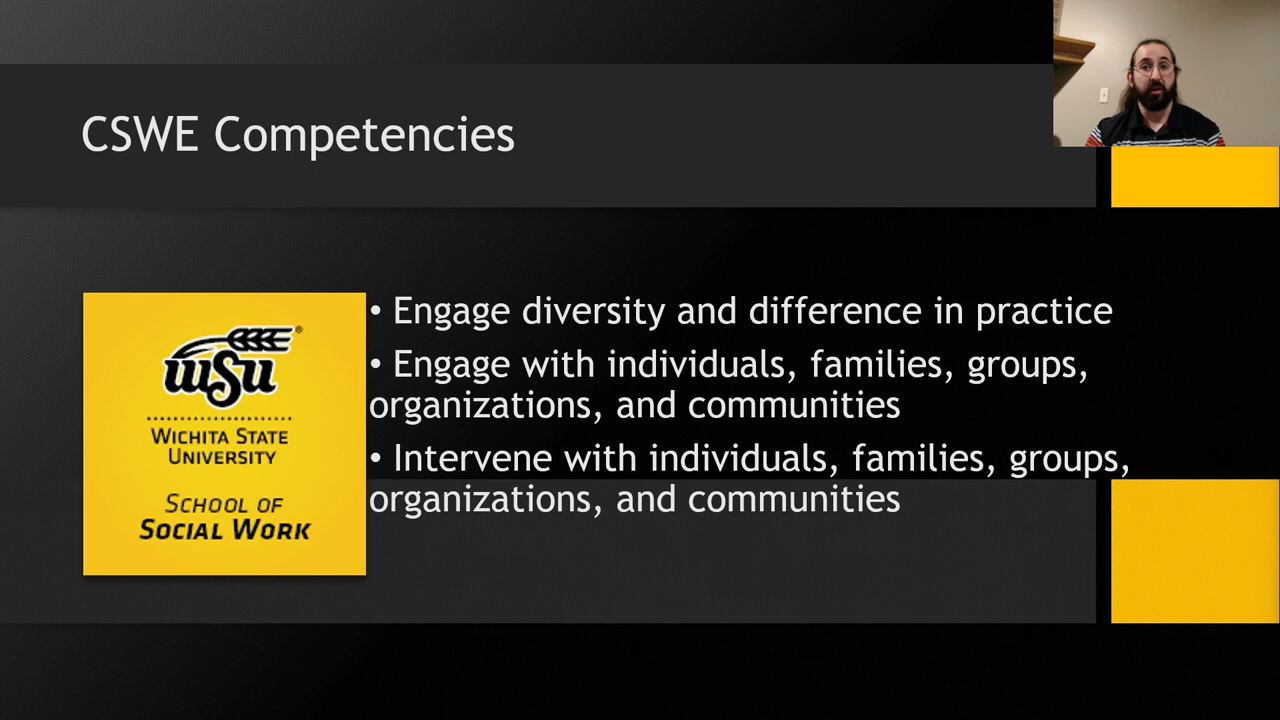 CSWE Competencies
• Engage diversity and difference in practice
• Engage with individuals, families, groups,
organizations, and communities
• Intervene with individuals, families, groups,
organizations, and communities
wsu®
WICHITA STATE
UNIVERSITY
SCHOOL OF
SOCIAL WORK